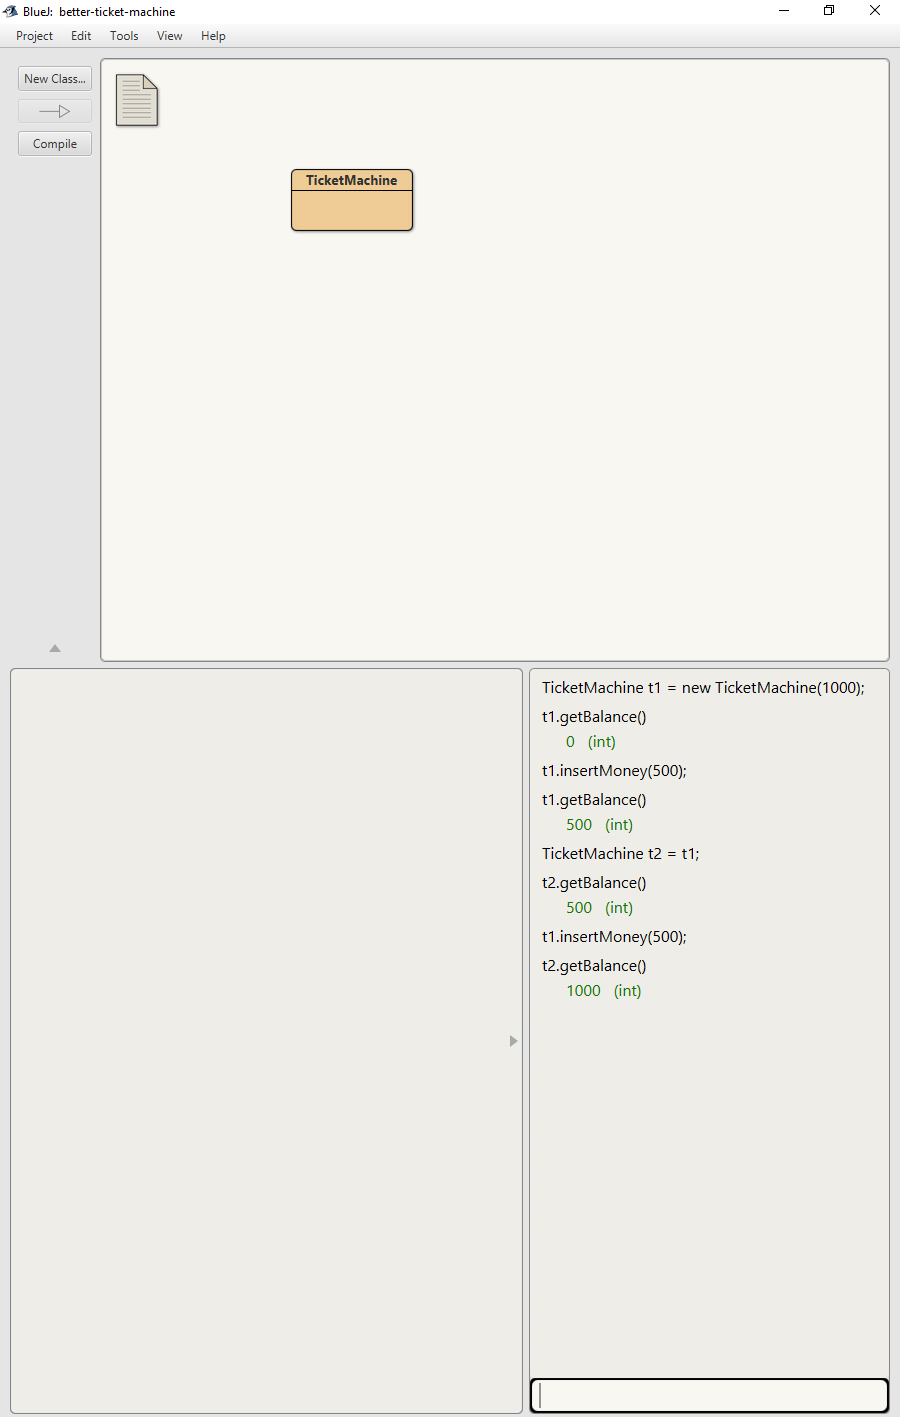 BlueJ:  better-ticket-machine
Project Edit Tools View Help
New Class...
Compile
TicketMachine
TicketMachine t1 = new TicketMachine(1000);
t1.getBalance()
0 (int)
t1.insertMoney(500);
t1.getBalance()
500 (int)
TicketMachine t2 = t1;
t2.getBalance()
500 (int)
t1.insertMoney(500);
t2.getBalance()
1000 (int)